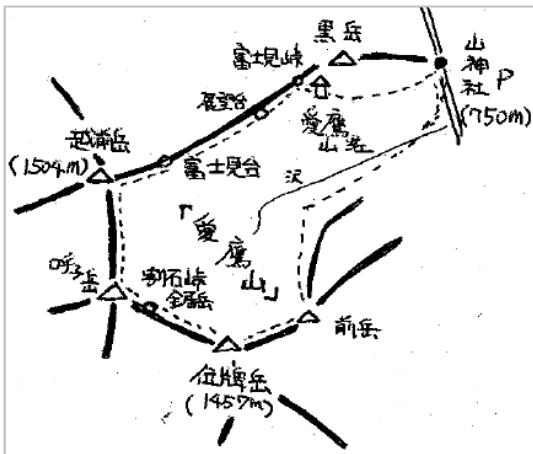 黒岳
富士見峠
山神社 P
(750m)
展望台
愛鷹
山荘
越前岳
(1504m)
富士見台
沢
「愛鷹山」
呼子岳
割石峠
前岳
位牌岳
(1457m)